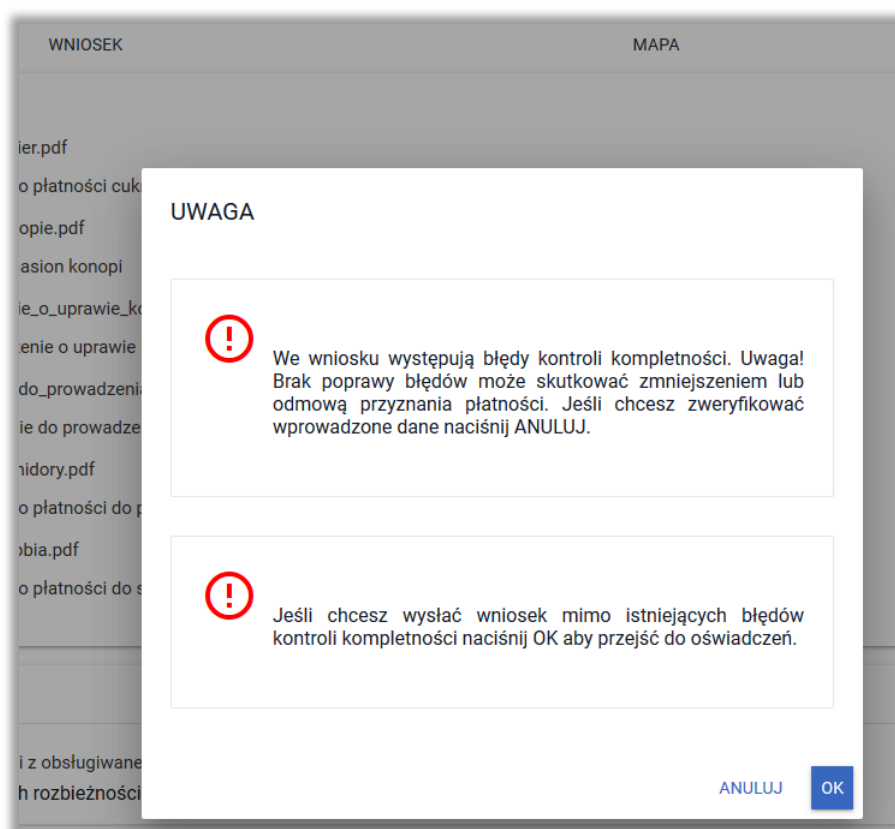 WNIOSEK MAPA
ier.pdf
o płatności cuk
UWAGA
opie.pdf
asion konopi
ie_o_uprawie_ko
enie o uprawie
We wniosku występują błędy kontroli kompletności. Uwaga!
Brak poprawy błędów może skutkować zmniejszeniem lub
odmową przyznania płatności. Jeśli chcesz zweryfikować
wprowadzone dane naciśnij ANULUJ.
do_prowadzenia
ie do prowadze
nidory.pdf
o płatności do p
obia.pdf
o płatności do s
Jeśli chcesz wysłać wniosek mimo istniejących błędów
kontroli kompletności naciśnij OK aby przejść do oświadczeń.
i z obsługiwane
h rozbieżności
ANULUJ OK